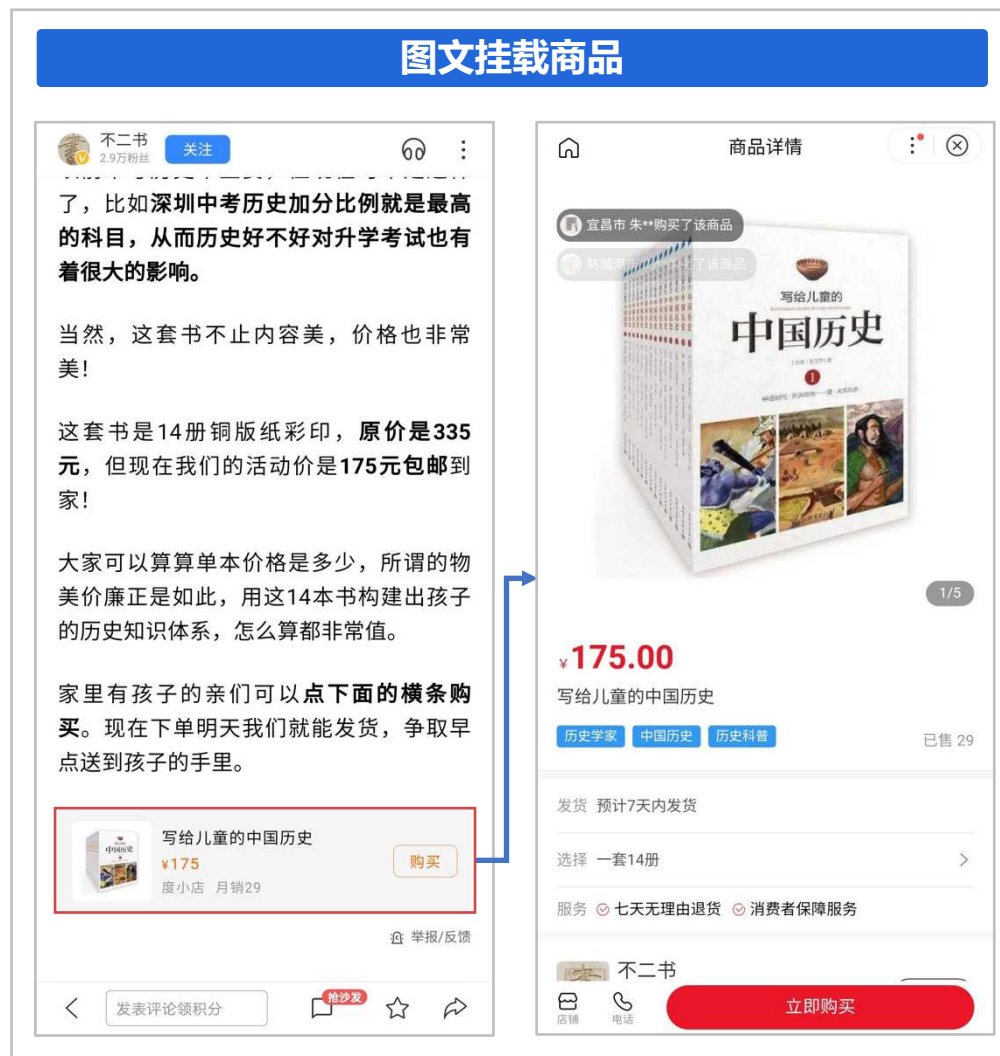 图文挂载商品
不二书
2.9万粉丝
关注
了，比如深圳中考历史加分比例就是最高
的科目，从而历史好不好对升学考试也有
着很大的影响。
当然，这套书不止内容美，价格也非常
美！
这套书是14册铜版纸彩印，原价是335
元，但现在我们的活动价是175元包邮到
家！
大家可以算算单本价格是多少，所谓的物
美价廉正是如此，用这14本书构建出孩子
的历史知识体系，怎么算都非常值。
家里有孩子的亲们可以点下面的横条购
买。现在下单明天我们就能发货，争取早
点送到孩子的手里。
写给儿童的中国历史
¥175
度小店 月销29
购买
举报/反馈
发表评论领积分
抢沙发
商品详情
宜昌市 朱**购买了该商品
写给儿童的
中国历史
1
1/5
¥175.00
写给儿童的中国历史
历史学家 中国历史 历史科普
已售 29
发货 预计7天内发货
选择 一套14册
服务 七天无理由退货 消费者保障服务
不二书
店铺
电话
立即购买